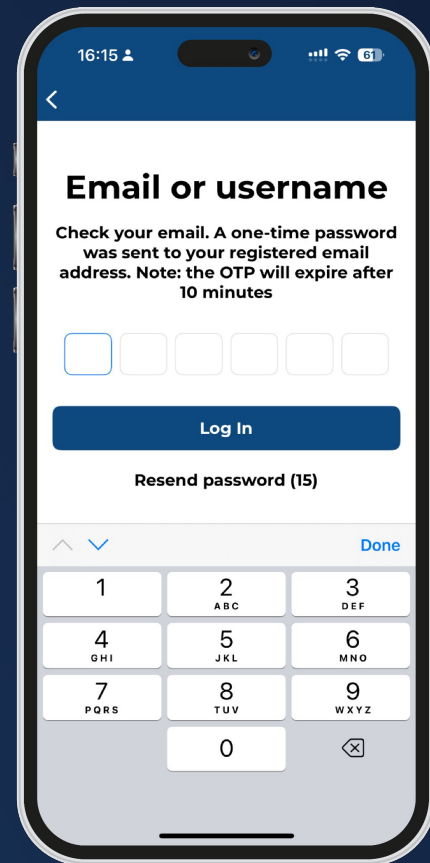 16:15
61
Email or username
Check your email. A one-time password
was sent to your registered email
address. Note: the OTP will expire after
10 minutes
Log In
Resend password (15)
Done
1
2
ABC
3
DEF
4
GHI
5
JKL
6
MNO
7
PQRS
8
TUV
9
WXYZ
0